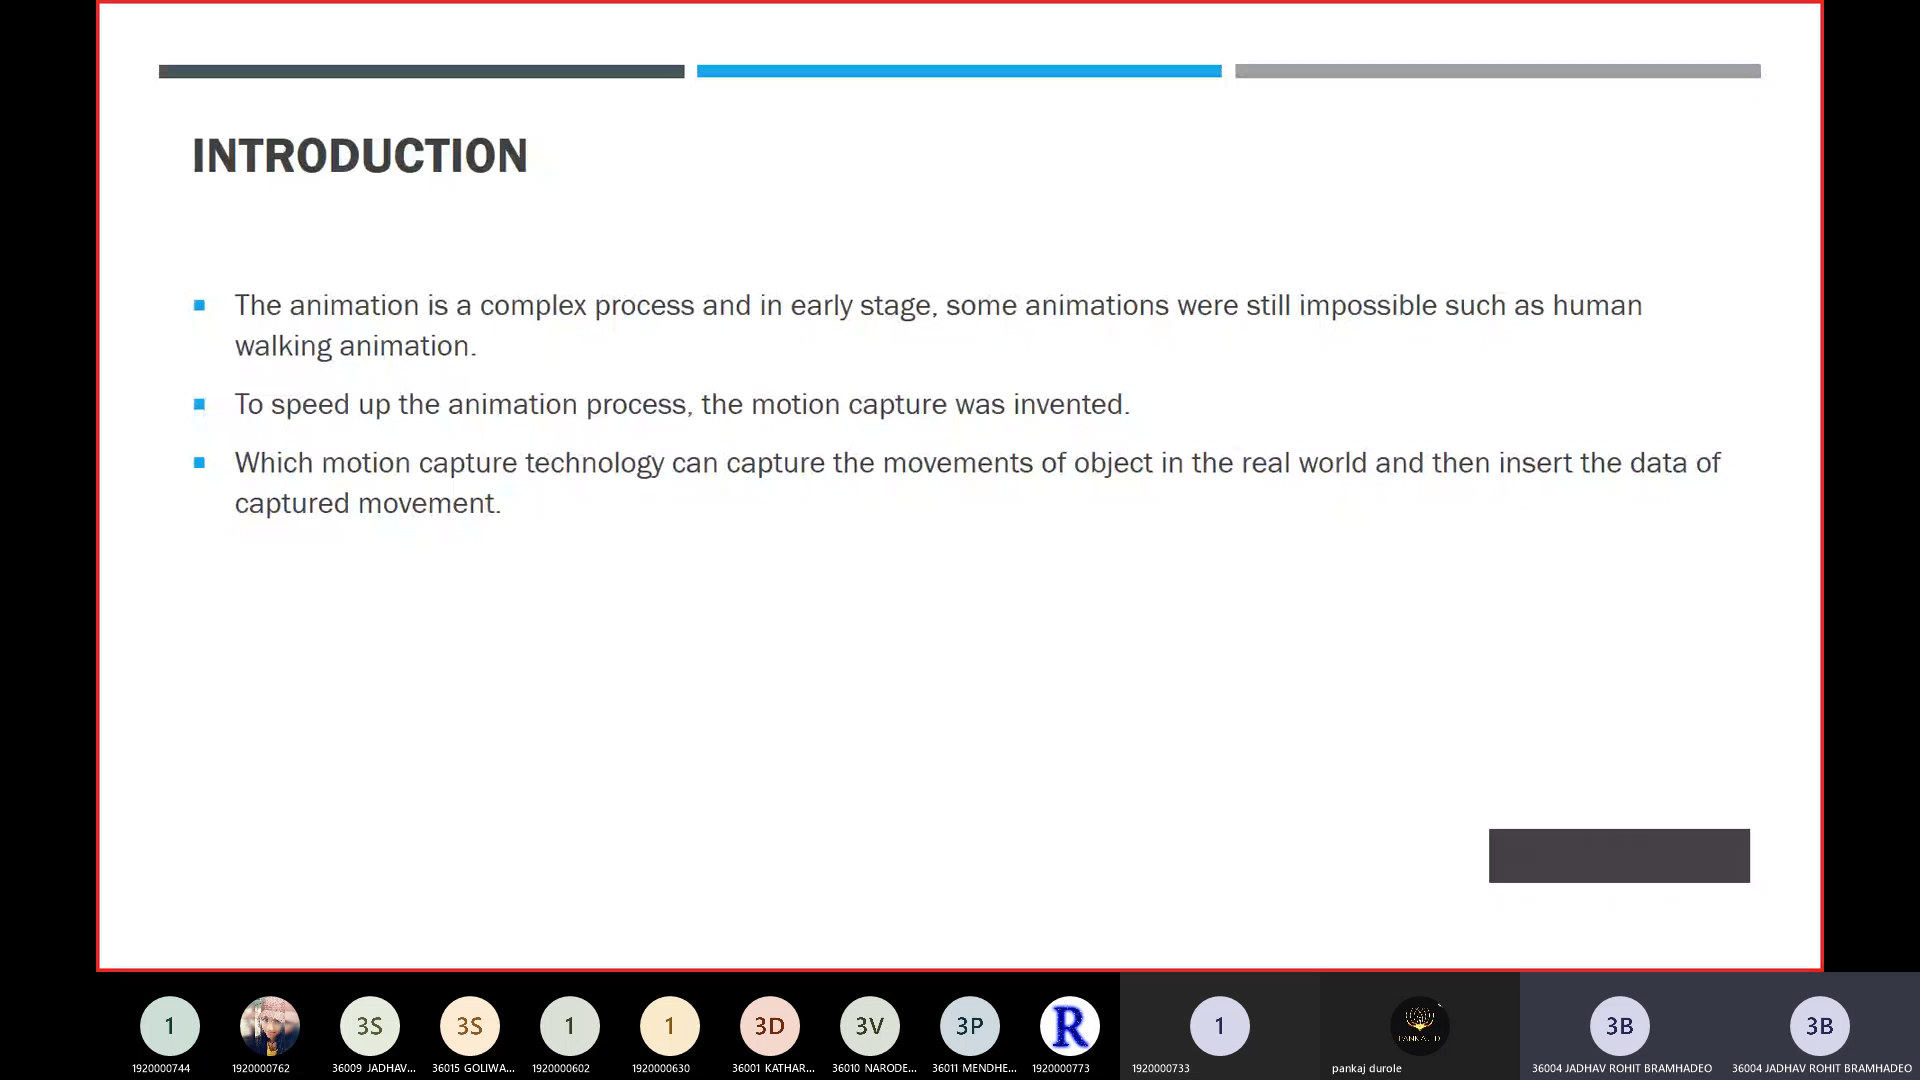 INTRODUCTION
The animation is a complex process and in early stage, some animations were still impossible such as human
walking animation.
To speed up the animation process, the motion capture was invented.
Which motion capture technology can capture the movements of object in the real world and then insert the data of
captured movement.
1 3S 3S 1 1 3D 3V 3P R 1 PANKAJ D 3B 3B
1920000744 1920000762 36009 JADHAV... 36015 GOLIWA... 1920000602 1920000630 36001 KATHAR... 36010 NARODE... 36011 MENDHE... 1920000773 1920000733 pankaj durole 36004 JADHAV ROHIT BRAMHADEO 36004 JADHAV ROHIT BRAMHADEO